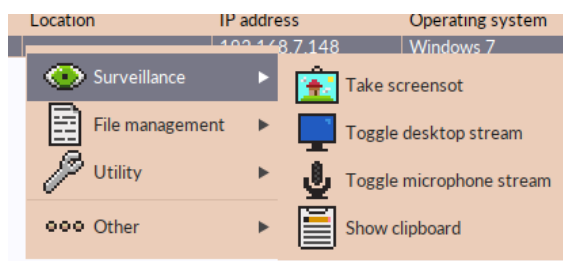 Location IP address Operating system
192.168.7.148 Windows 7
Surveillance
File management
Utility
Other
Take screensot
Toggle desktop stream
Toggle microphone stream
Show clipboard